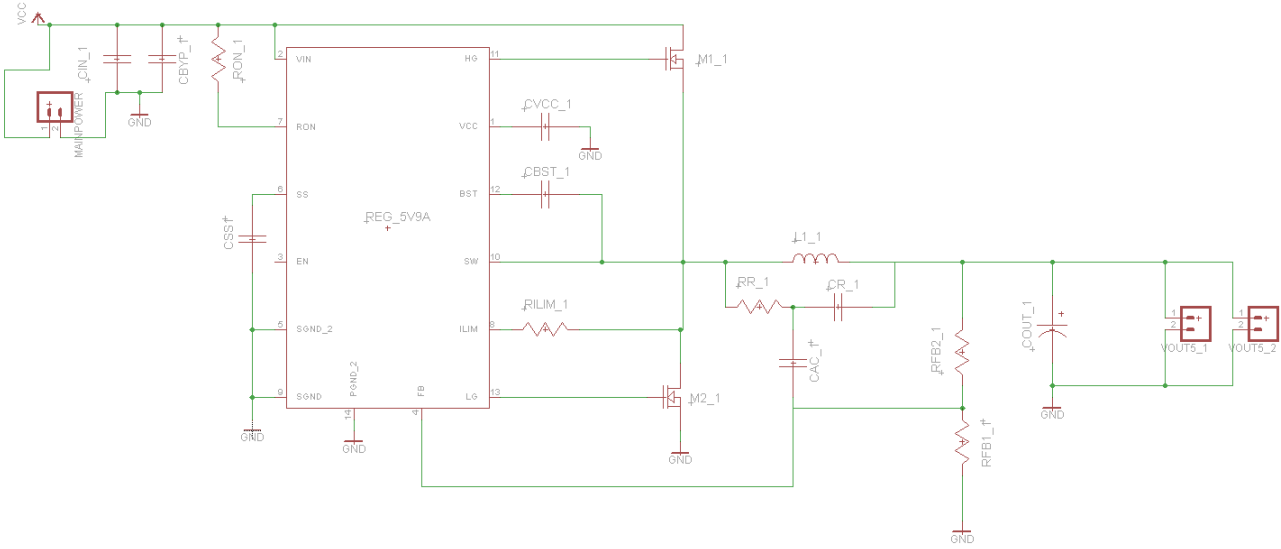 VCC
CIN_1
CBYP_1
RON_1
MAINPOWER
1
2
GND
2
VIN
7
RON
6
SS
3
EN
5
SGND_2
9
SGND
CSS1
GND
REG_5V9A
PGND_2
14
GND
FB
4
HG
11
VCC
1
BST
12
SW
10
ILIM
8
LG
13
CVCC_1
GND
CBST_1
RILIM_1
M1_1
M2_1
GND
L1_1
RR_1
CR_1
CAC_1
RFB2_1
RFB1_1
GND
COUT_1
GND
1
2
VOUT5_1
1
2
VOUT5_2